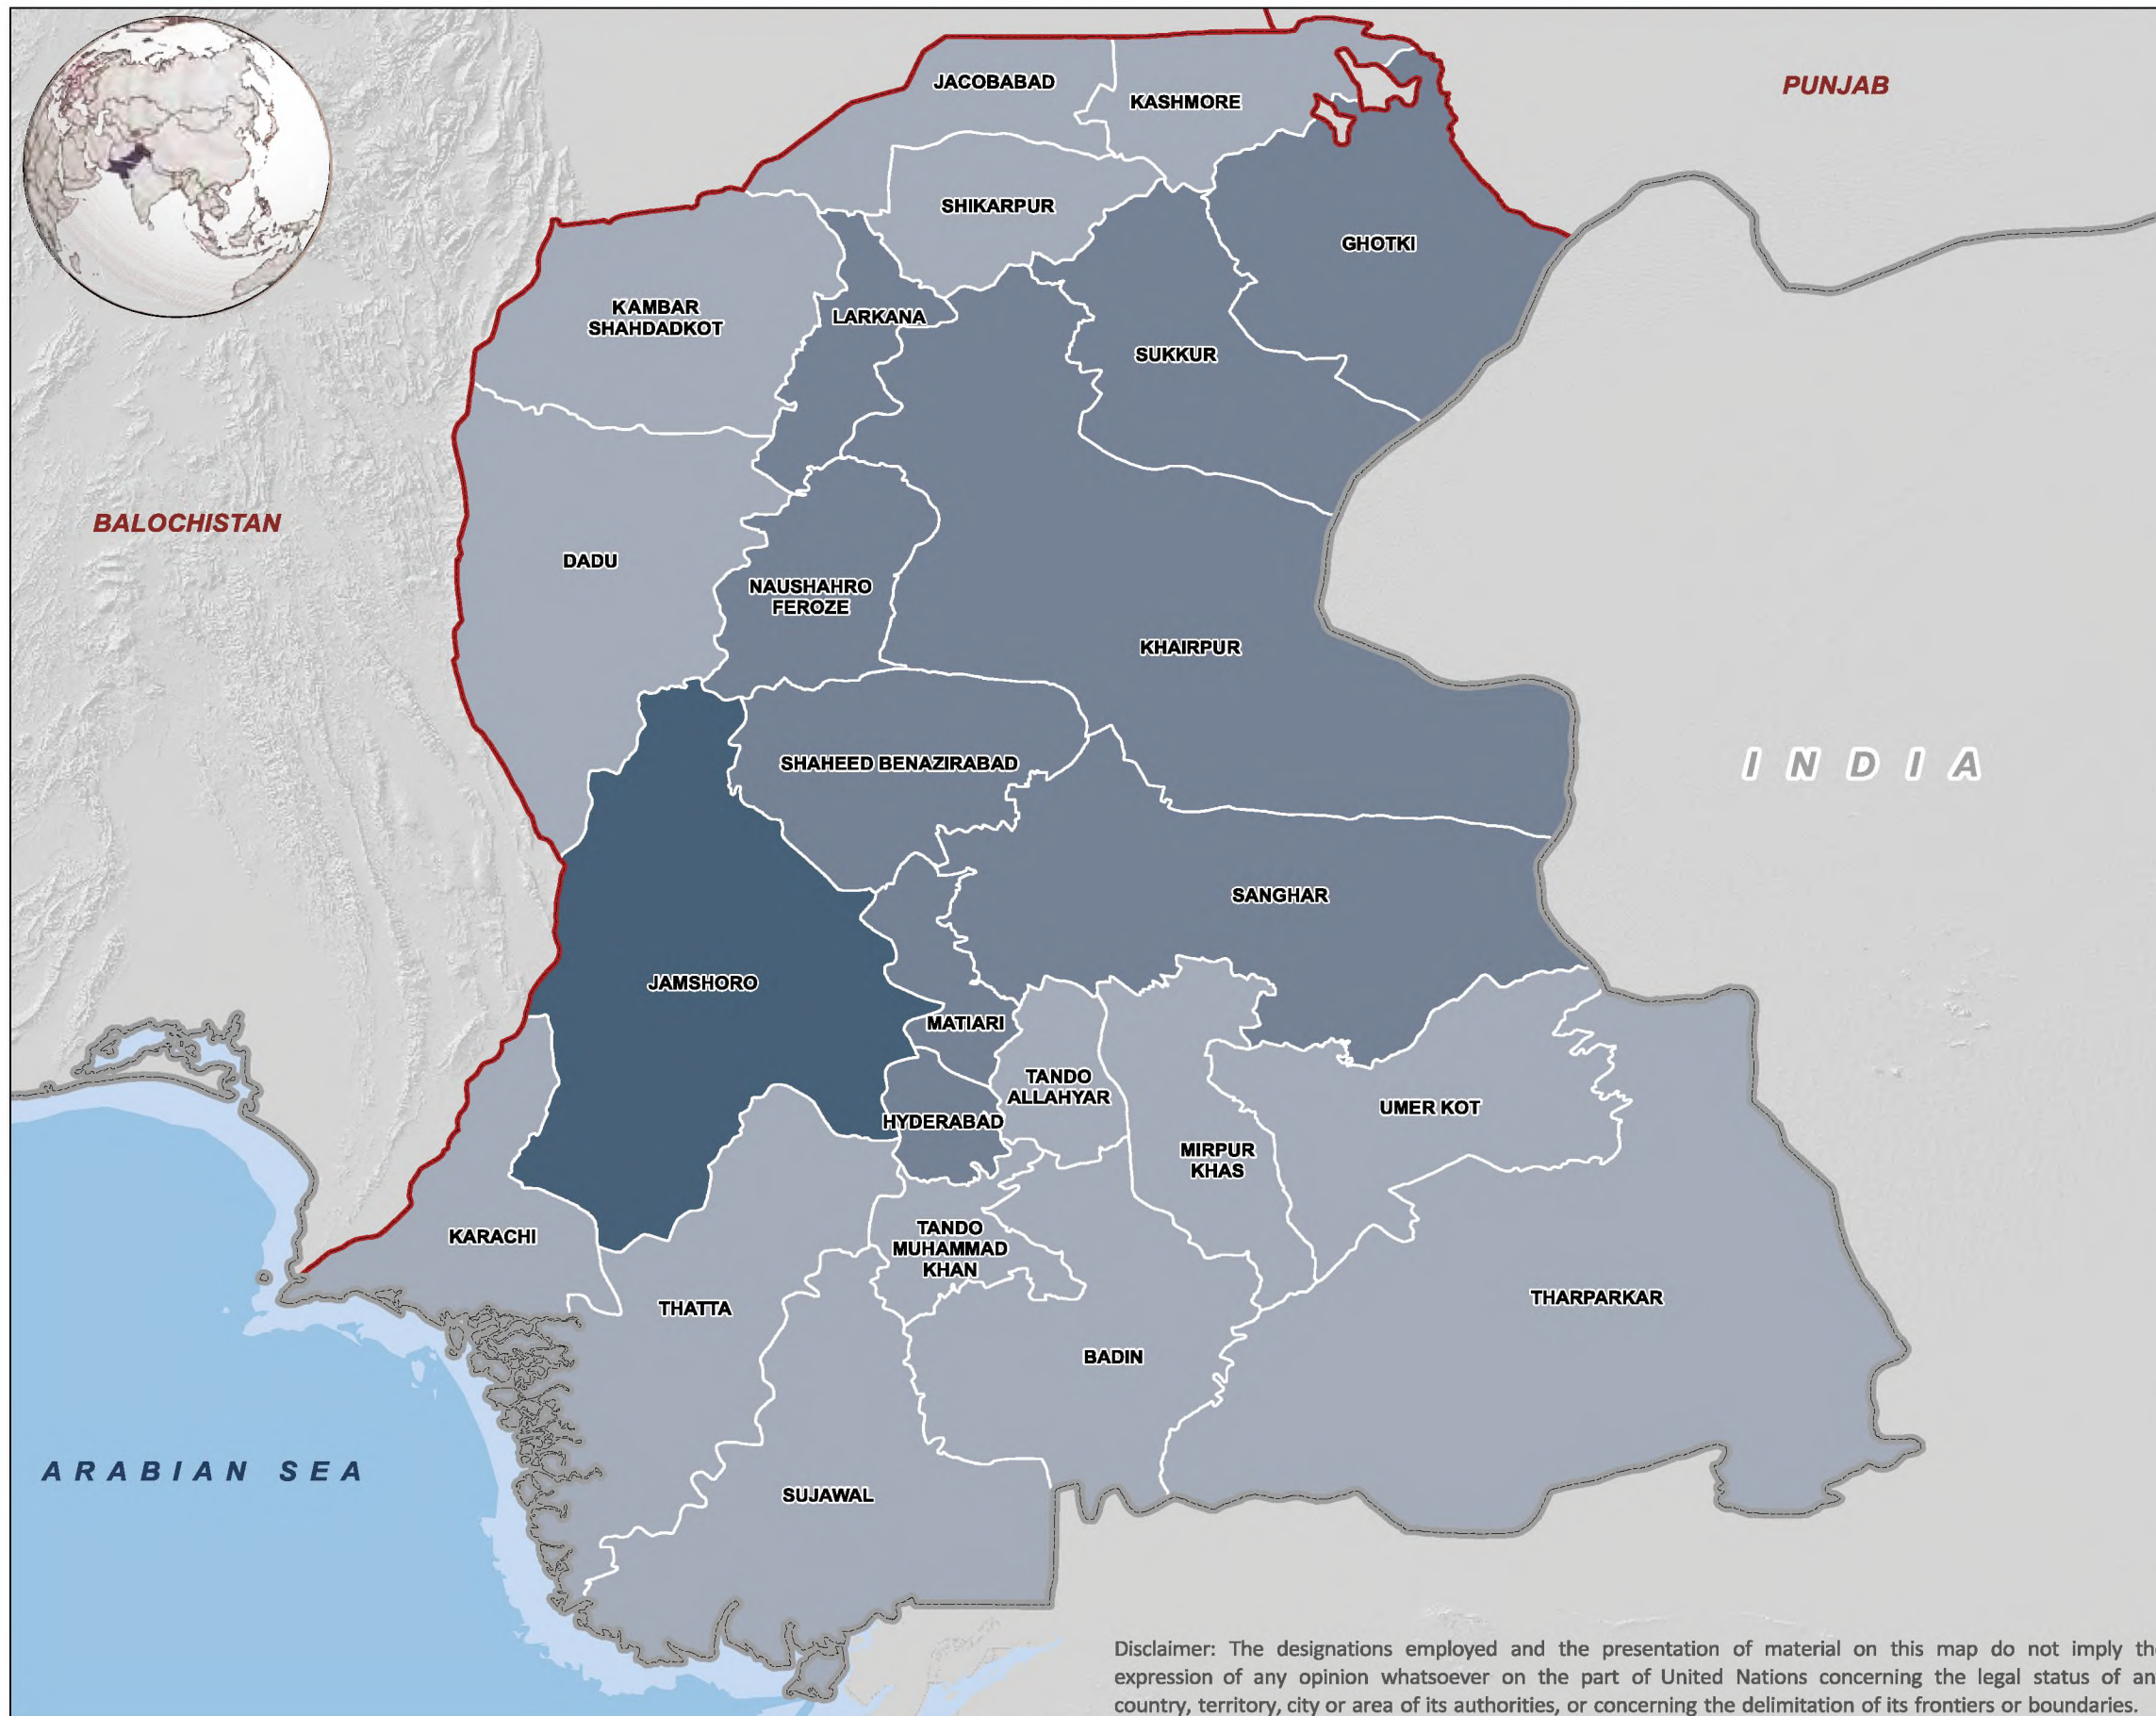 JACOBABAD
PUNJAB
KASHMORE
SHIKARPUR
GHOTKI
KAMBAR
SHAHDADKOT
LARKANA
SUKKUR
BALOCHISTAN
DADU
NAUSHAHRO
FEROZE
KHAIRPUR
SHAHEED BENAZIRABAD
INDIA
SANGHAR
JAMSHORO
MATIARI
TANDO
ALLAHYAR
UMER KOT
HYDERABAD
MIRPUR
KHAS
KARACHI
TANDO
MUHAMMAD
KHAN
THATTA
THARPARKAR
BADIN
ARABIAN SEA
SUJAWAL
Disclaimer: The designations employed and the presentation of material on this map do not imply th
expression of any opinion whatsoever on the part of United Nations concerning the legal status of an
country, territory, city or area of its authorities, or concerning the delimitation of its frontiers or boundaries.